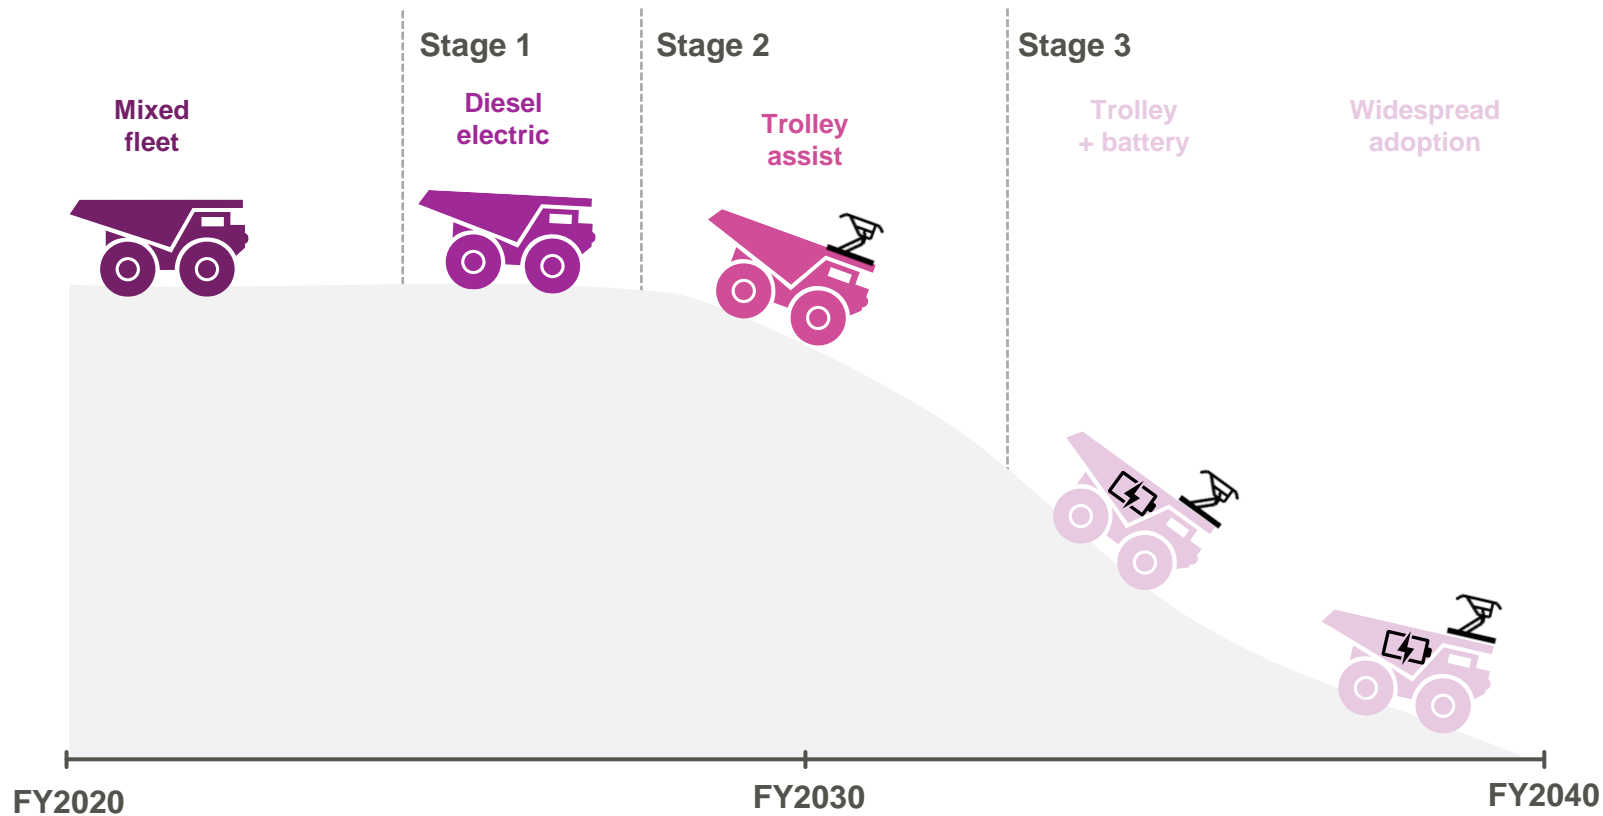 Stage 1
Stage 2
Stage 3
Mixed
fleet
Diesel
electric
Trolley
assist
Trolley
+ battery
Widespread
adoption
FY2020
FY2030
FY2040